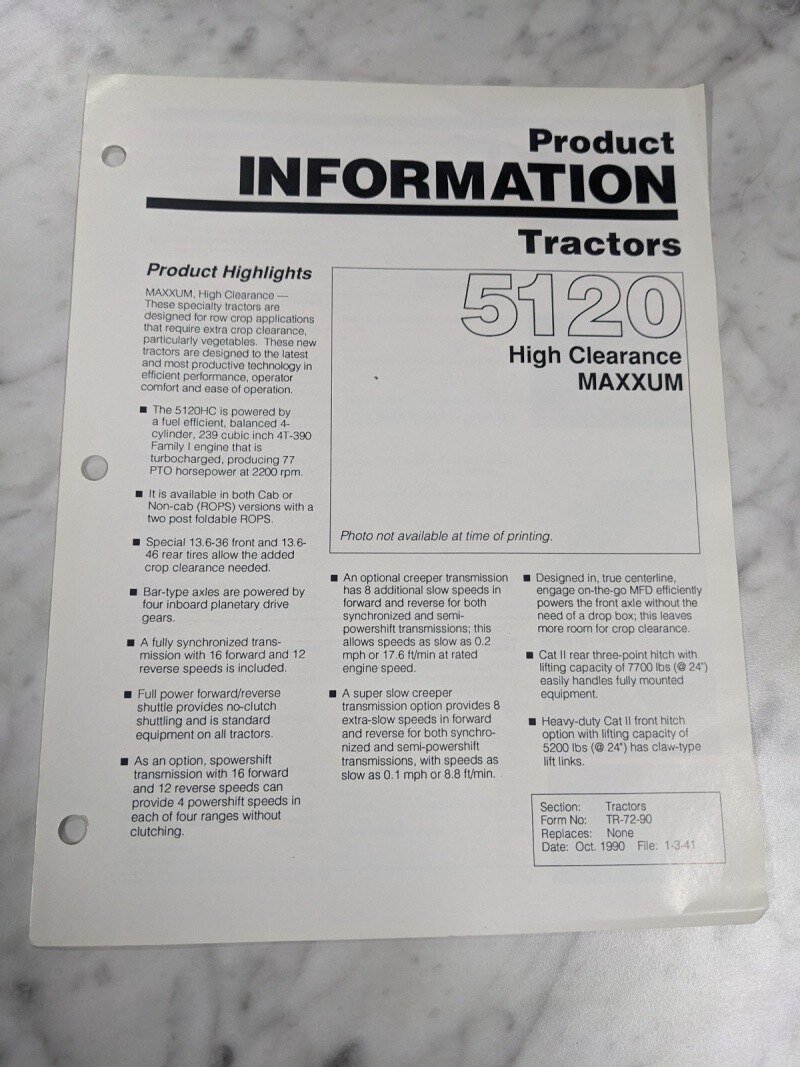 Product
INFORMATION
Tractors
Product Highlights
MAXXUM, High Clearance —
These specialty tractors are
designed for row crop applications
that require extra crop clearance,
particularly vegetables. These new
tractors are designed to the latest
and most productive technology in
efficient performance, operator
comfort and ease of operation.
■ The 5120HC is powered by
a fuel efficient, balanced 4-
cylinder, 239 cubic inch 4T-390
Family I engine that is
turbocharged, producing 77
PTO horsepower at 2200 rpm.
■ It is available in both Cab or
Non-cab (ROPS) versions with a
two post foldable ROPS.
■ Special 13.6-36 front and 13.6-
46 rear tires allow the added
crop clearance needed.
■ Bar-type axles are powered by
four inboard planetary drive
gears.
■ A fully synchronized trans-
mission with 16 forward and 12
reverse speeds is included.
■ Full power forward/reverse
shuttle provides no-clutch
shuttling and is standard
equipment on all tractors.
■ As an option, spowershift
transmission with 16 forward
and 12 reverse speeds can
provide 4 powershift speeds in
each of four ranges without
clutching.
5120
High Clearance
MAXXUM
Photo not available at time of printing.
■ An optional creeper transmission
has 8 additional slow speeds in
forward and reverse for both
synchronized and semi-
powershift transmissions; this
allows speeds as slow as 0.2
mph or 17.6 ft/min at rated
engine speed.
■ A super slow creeper
transmission option provides 8
extra-slow speeds in forward
and reverse for both synchro-
nized and semi-powershift
transmissions, with speeds as
slow as 0.1 mph or 8.8 ft/min.
■ Designed in, true centerline,
engage on-the-go MFD efficiently
powers the front axle without the
need of a drop box; this leaves
more room for crop clearance.
■ Cat II rear three-point hitch with
lifting capacity of 7700 lbs (@ 24")
easily handles fully mounted
equipment.
■ Heavy-duty Cat II front hitch
option with lifting capacity of
5200 lbs (@ 24") has claw-type
lift links.
Section: Tractors
Form No: TR-72-90
Replaces: None
Date: Oct. 1990 File: 1-3-41